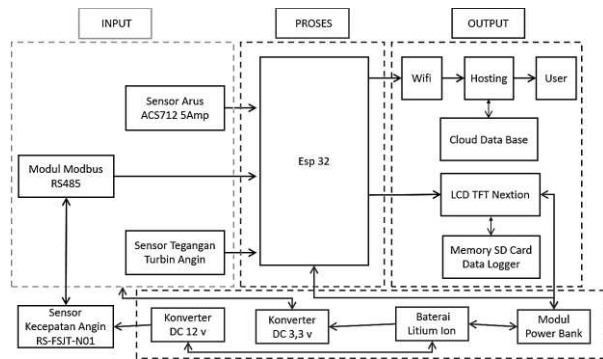 INPUT
PROSES
OUTPUT
Sensor Arus
ACS712 5Amp
Modul Modbus
RS485
Sensor Tegangan
Turbin Angin
Esp 32
Wifi
Hosting
User
Cloud Data Base
LCD TFT Nextion
Memory SD Card
Data Logger
Sensor
Kecepatan Angin
RS-FSJT-N01
Konverter
DC 12 v
Konverter
DC 3,3 v
Baterai
Litium Ion
Modul
Power Bank